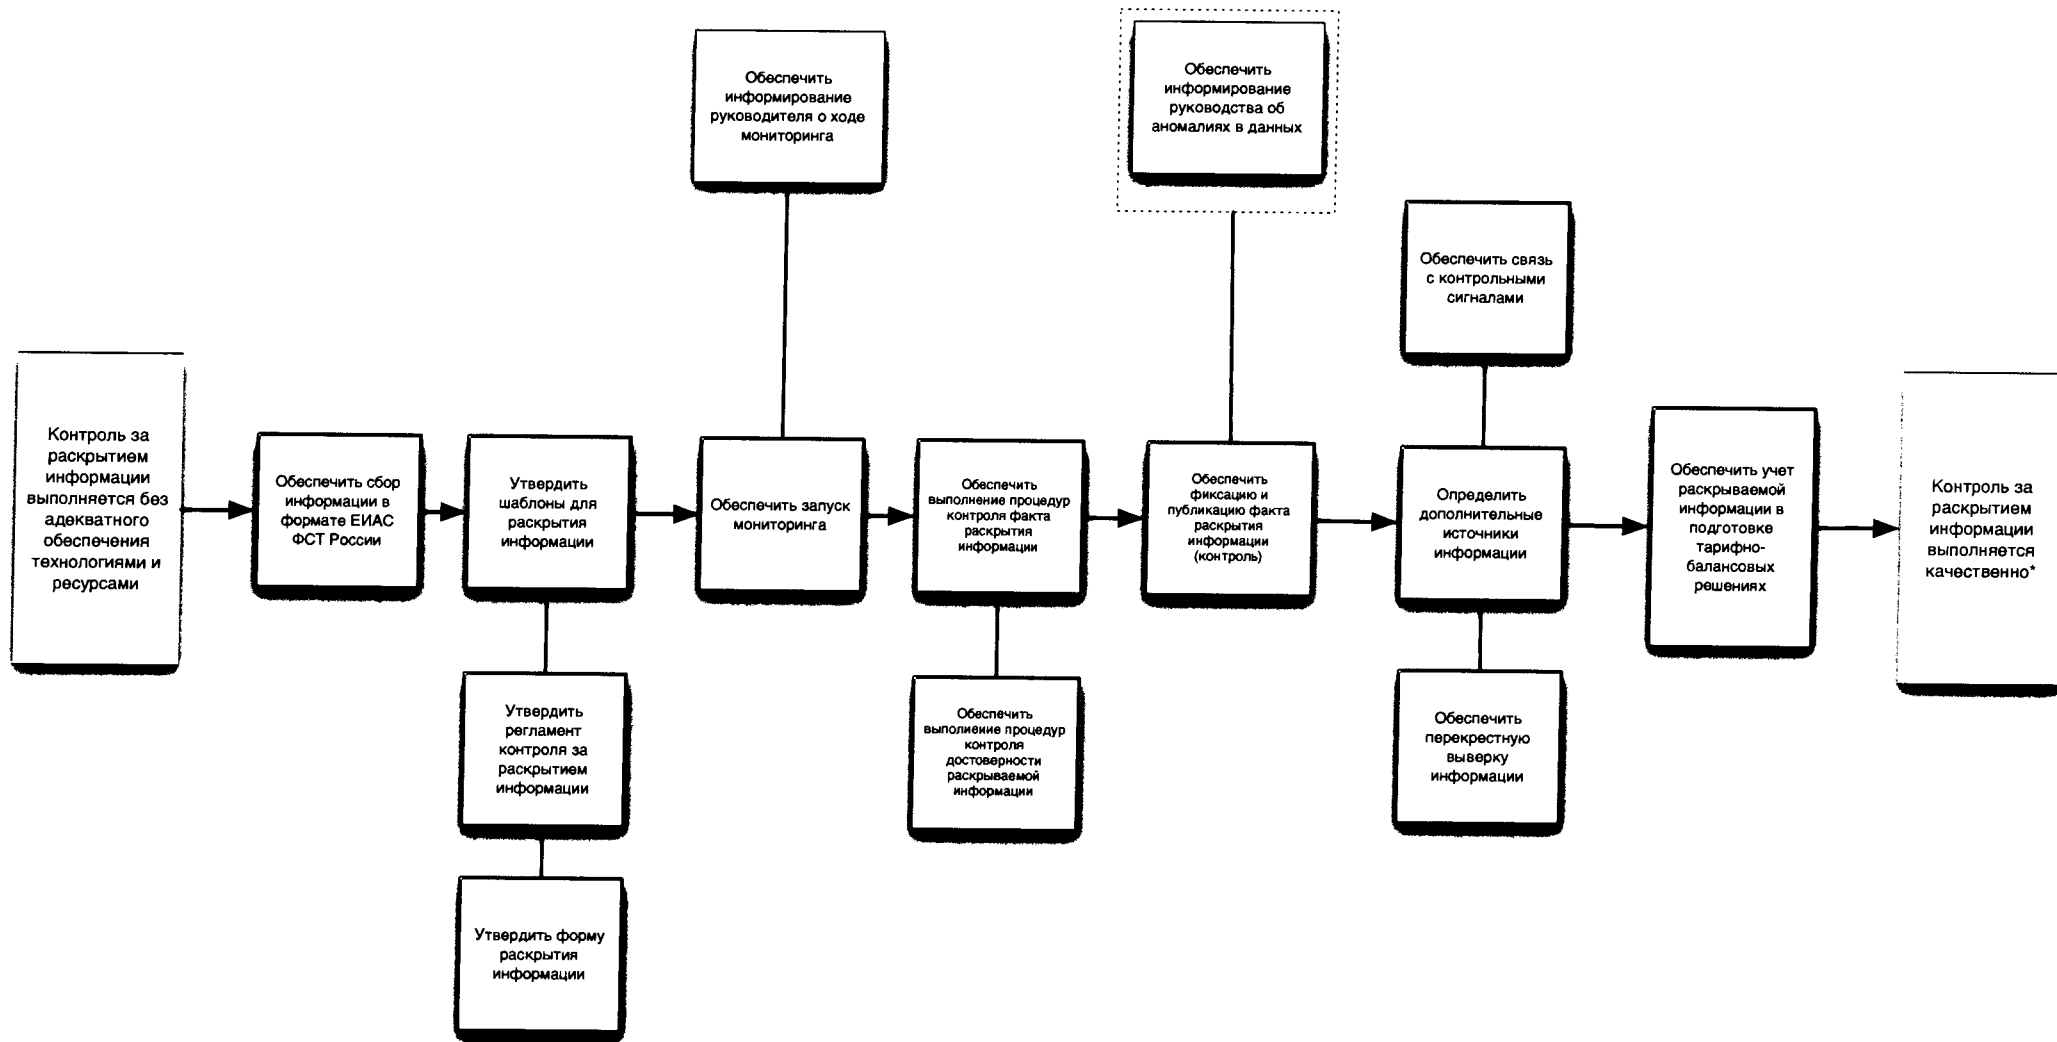 Обеспечить
информирование
руководителя о ходе
мониторинга
Обеспечить
информирование
руководства об
аномалиях в данных
Обеспечить связь
с контрольными
сигналами
Контроль за
раскрытием
информации
выполняется без
адекватного
обеспечения
технологиями и
ресурсами
Обеспечить сбор
информации в
формате ЕИАС
ФСТ России
Утвердить
шаблоны для
раскрытия
информации
Обеспечить запуск
мониторинга
Обеспечить
выполнение процедур
контроля факта
раскрытия
информации
Обеспечить
фиксацию и
публикацию факта
раскрытия
информации
(контроль)
Определить
дополнительные
источники
информации
Обеспечить учет
раскрываемой
информации в
подготовке
тарифно-
балансовых
решениях
Контроль за
раскрытием
информации
выполняется
качественно*
Утвердить
регламент
контроля за
раскрытием
информации
Обеспечить
выполнение процедур
контроля
достоверности
раскрываемой
информации
Обеспечить
перекрестную
выверку
информации
Утвердить форму
раскрытия
информации